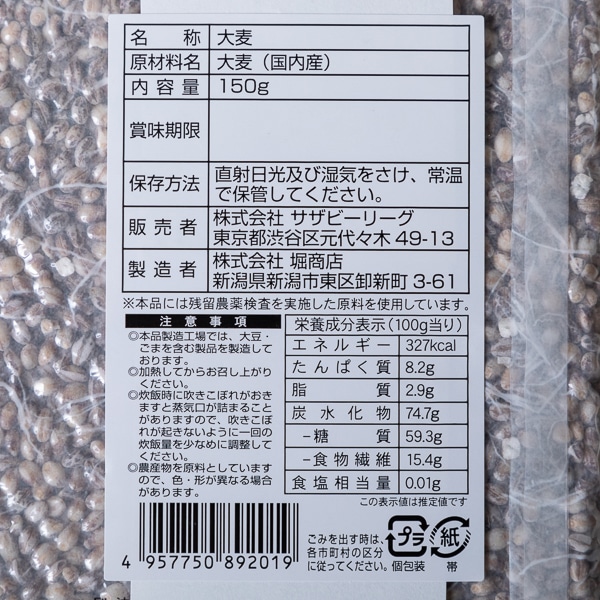 名　　称 大麦
原材料名 大麦（国内産）
内 容 量 150g
賞味期限
保存方法 直射日光及び湿気をさけ、常温
で保管してください。
販 売 者 株式会社 サザビーリーグ
東京都渋谷区元代々木 49-13
製 造 者 株式会社 堀商店
新潟県新潟市東区卸新町 3-61
※本品には残留農薬検査を実施した原料を使用しています。
注 意 事 項
◎本品製造工場では、大豆・
ごまを含む製品を製造して
おります。
◎加熱してからお召し上がり
ください。
◎炊飯時に吹きこぼれがおき
ますと蒸気口が詰まること
がありますので、吹きこぼ
れが起きないように一回の
炊飯量を少なめに調整して
ください。
◎農産物を原料としています
ので、色・形が異なる場合
があります。
栄養成分表示（100g当り）
エネルギー 327kcal
たんぱく質 8.2g
脂　　質 2.9g
炭水化物 74.7g
−糖　　質 59.3g
−食物繊維 15.4g
食塩相当量 0.01g
この表示値は推定値です
4 957750 892019
ごみを出す時は、
各市町村の区分
に従ってください。
プラ 紙
個包装 帯